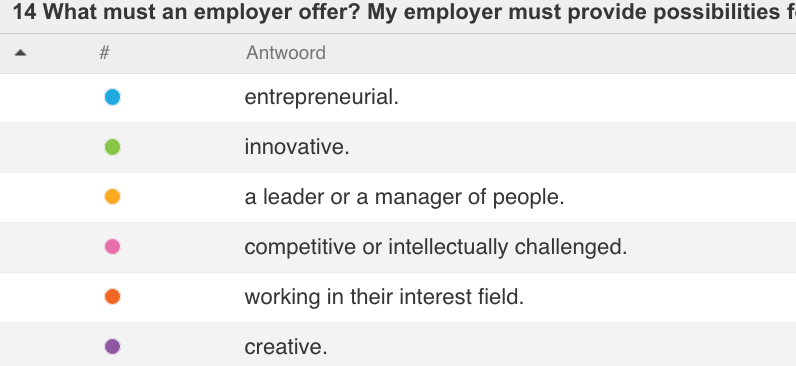 14 What must an employer offer? My employer must provide possibilities
# Antwoord
entrepreneurial.
innovative.
a leader or a manager of people.
competitive or intellectually challenged.
working in their interest field.
creative.